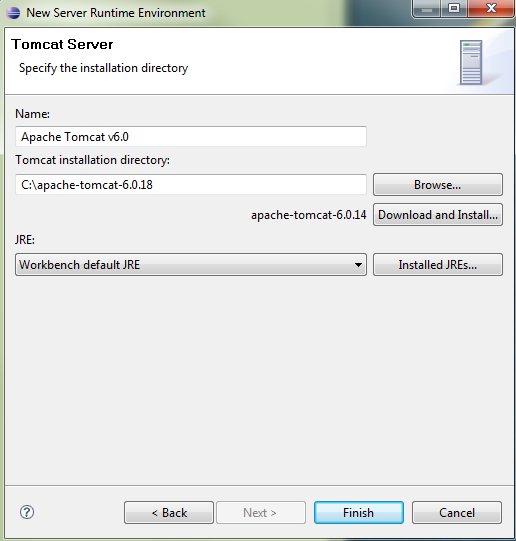 New Server Runtime Environment
Tomcat Server
Specify the installation directory
Name:
Apache Tomcat v6.0
Tomcat installation directory:
C:\apache-tomcat-6.0.18
Browse...
apache-tomcat-6.0.14 Download and Install...
JRE:
Workbench default JRE
Installed JREs...
< Back Next > Finish Cancel